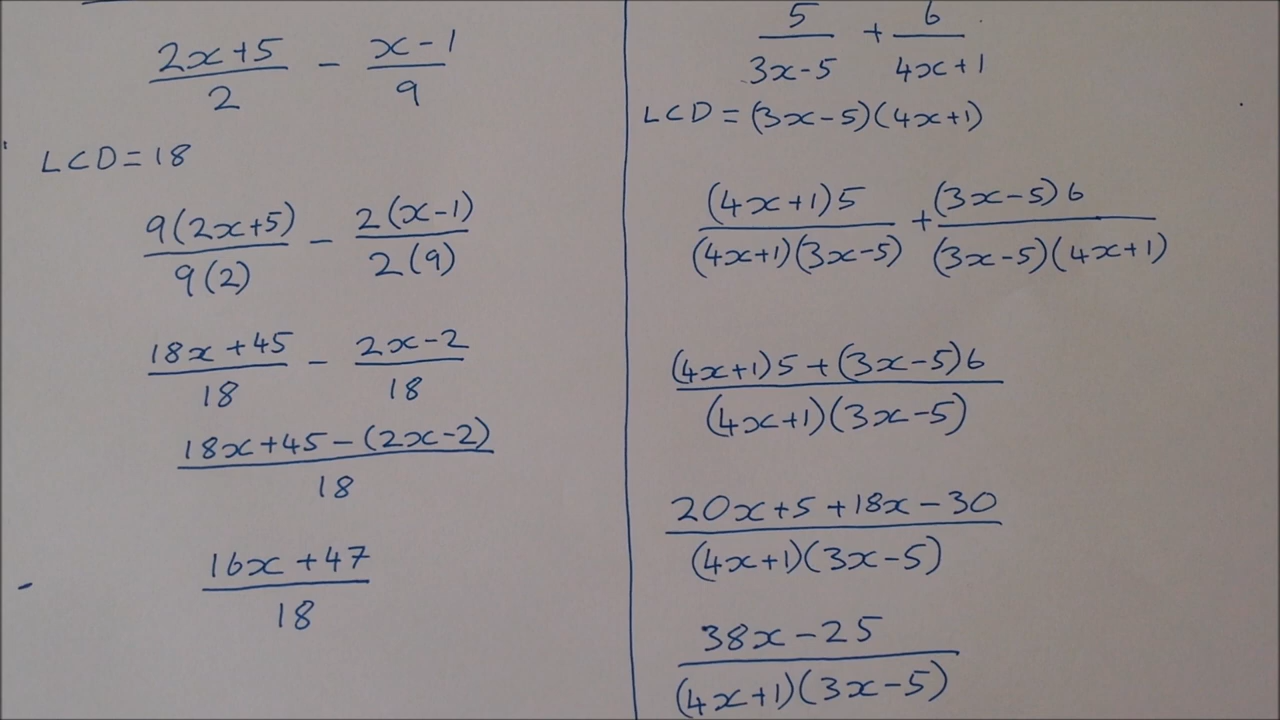 2x+5/2 - x-1/9
LCD=18
9(2x+5)/9(2) - 2(x-1)/2(9)
18x+45/18 - 2x-2/18
18x+45-(2x-2)/18
16x+47/18
5/3x-5 + 6/4x+1
LCD=(3x-5)(4x+1)
(4x+1)5/(4x+1)(3x-5) + (3x-5)6/(3x-5)(4x+1)
(4x+1)5+(3x-5)6/(4x+1)(3x-5)
20x+5+18x-30/(4x+1)(3x-5)
38x-25/(4x+1)(3x-5)